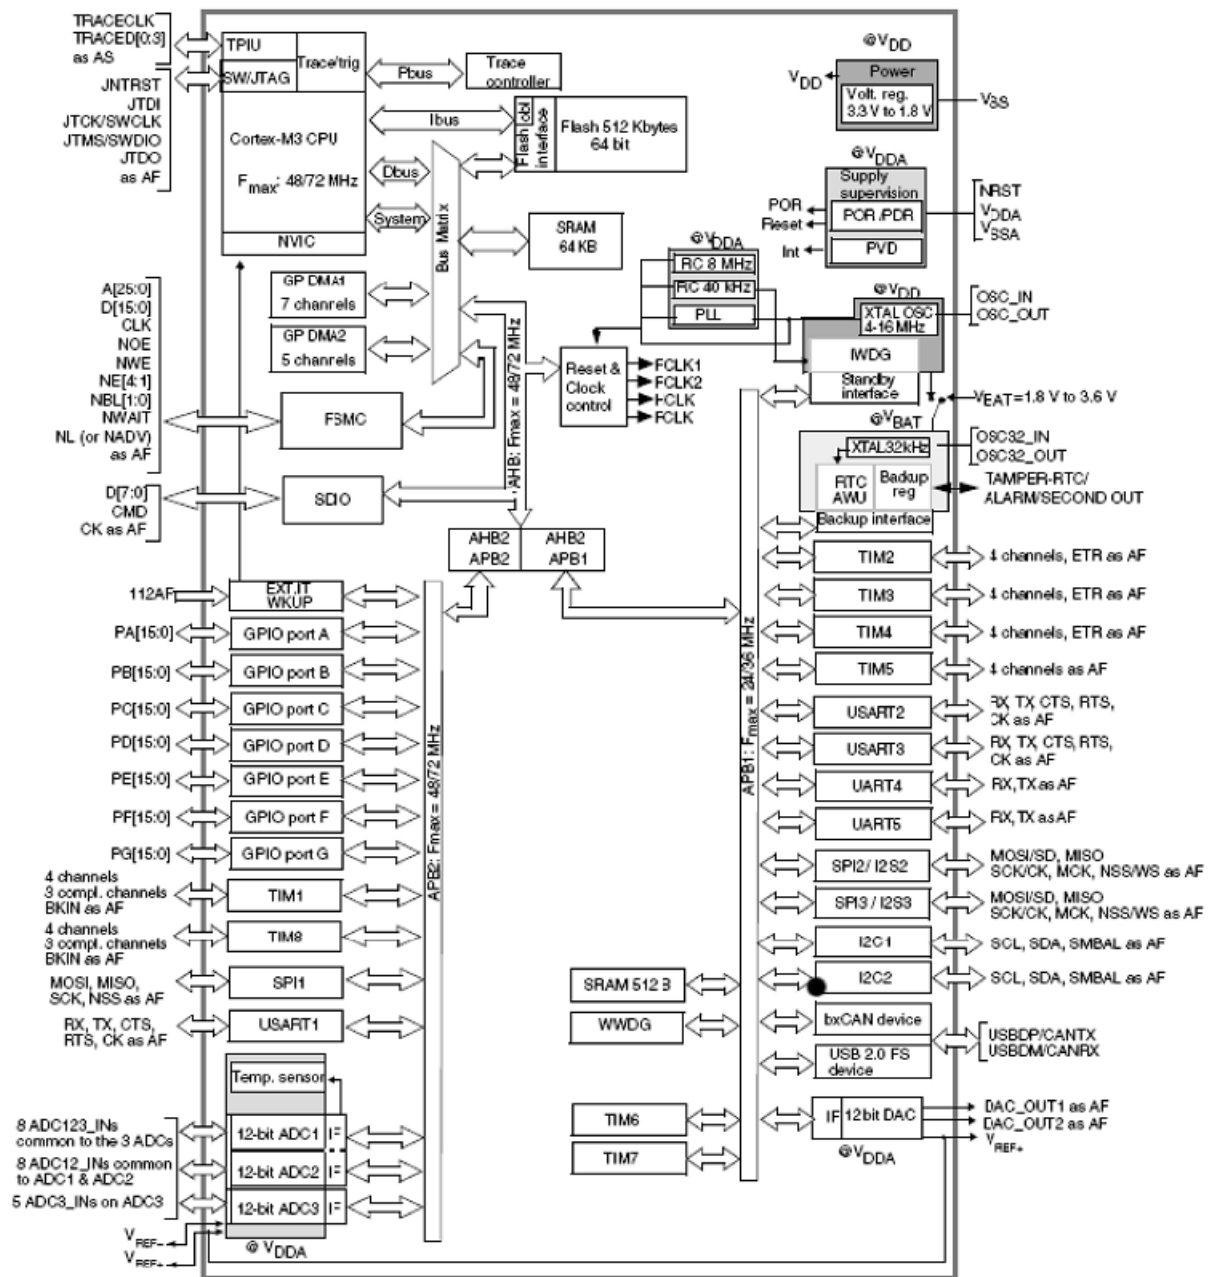 TRACECLK
TRACED[0:3]
as AS
JNTRST
JTDI
JTCK/SWCLK
JTMS/SWDIO
JTDO
as AF
TPIU
SW/JTAG
Trace/trig
Cortex-M3 CPU
Fmax: 48/72 MHz
NVIC
Pbus
Trace
controller
Ibus
Dbus
System
Flash obl
interface
Flash 512 Kbytes
64 bit
Bus Matrix
SRAM
64 KB
GP DMA1
7 channels
GP DMA2
5 channels
@VDD
Power
VDD
Volt. reg.
3.3 V to 1.8 V
VSS
@VDDA
Supply
supervision
POR / PDR
PVD
POR
Reset
Int
NRST
VDDA
VSSA
@VDDA
RC 8 MHz
RC 40 kHz
PLL
@VDD
XTAL OSC
4-16 MHz
OSC_IN
OSC_OUT
IWDG
Standby
interface
Reset &
Clock
control
FCLK1
FCLK2
HCLK
FCLK
VBAT=1.8 V to 3.6 V
@VBAT
XTAL32kHz
OSC32_IN
OSC32_OUT
RTC
AWU
Backup
reg
Backup interface
TAMPER-RTC/
ALARM/SECOND OUT
A[25:0]
D[15:0]
CLK
NOE
NWE
NE[4:1]
NBL[1:0]
NWAIT
NL (or NADV)
as AF
FSMC
D[7:0]
CMD
CK as AF
SDIO
AHB: Fmax = 48/72 MHz
AHB2
APB2
AHB2
APB1
112AF
EXT.IT
WKUP
PA[15:0]
GPIO port A
PB[15:0]
GPIO port B
PC[15:0]
GPIO port C
PD[15:0]
GPIO port D
PE[15:0]
GPIO port E
PF[15:0]
GPIO port F
PG[15:0]
GPIO port G
4 channels
3 compl. channels
BKIN as AF
TIM1
4 channels
3 compl. channels
BKIN as AF
TIM8
MOSI, MISO,
SCK, NSS as AF
SPI1
RX, TX, CTS,
RTS, CK as AF
USART1
Temp. sensor
8 ADC123_INs
common to the 3 ADCs
12-bit ADC1 IF
8 ADC12_INs common
to ADC1 & ADC2
12-bit ADC2 IF
5 ADC3_INs on ADC3
12-bit ADC3 IF
VREF-
VREF+
@ VDDA
APB2: Fmax = 48/72 MHz
APB1: Fmax = 24/36 MHz
TIM2
4 channels, ETR as AF
TIM3
4 channels, ETR as AF
TIM4
4 channels, ETR as AF
TIM5
4 channels as AF
USART2
RX, TX, CTS, RTS,
CK as AF
USART3
RX, TX, CTS, RTS,
CK as AF
UART4
RX,TX as AF
UART5
RX,TX as AF
SPI2/ I2S2
MOSI/SD, MISO
SCK/CK, MCK, NSS/WS as AF
SPI3 / I2S3
MOSI/SD, MISO
SCK/CK, MCK, NSS/WS as AF
I2C1
SCL, SDA, SMBAL as AF
I2C2
SCL, SDA, SMBAL as AF
SRAM 512 B
WWDG
bxCAN device
USB 2.0 FS
device
USBDP/CANTX
USBDM/CANRX
TIM6
TIM7
IF 12bit DAC
@VDDA
DAC_OUT1 as AF
DAC_OUT2 as AF
VREF+